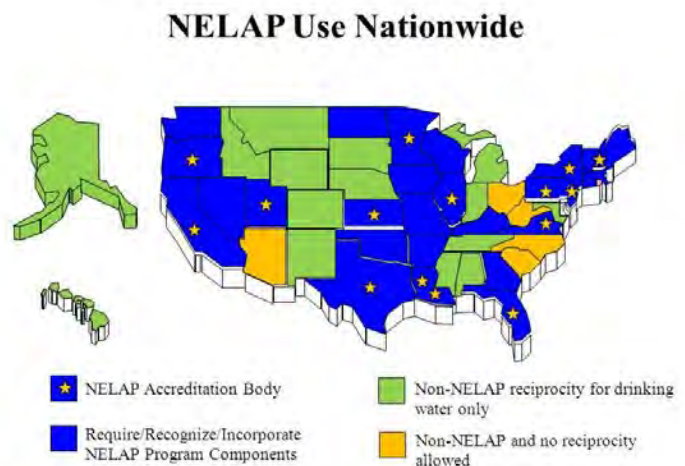 NELAP Use Nationwide
NELAP Accreditation Body
Require/Recognize/Incorporate
NELAP Program Components
Non-NELAP reciprocity for drinking
water only
Non-NELAP and no reciprocity
allowed